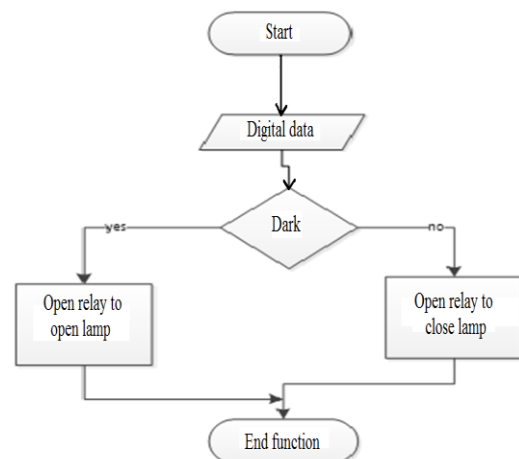 Start
Digital data
Dark
yes
no
Open relay to
open lamp
Open relay to
close lamp
End function